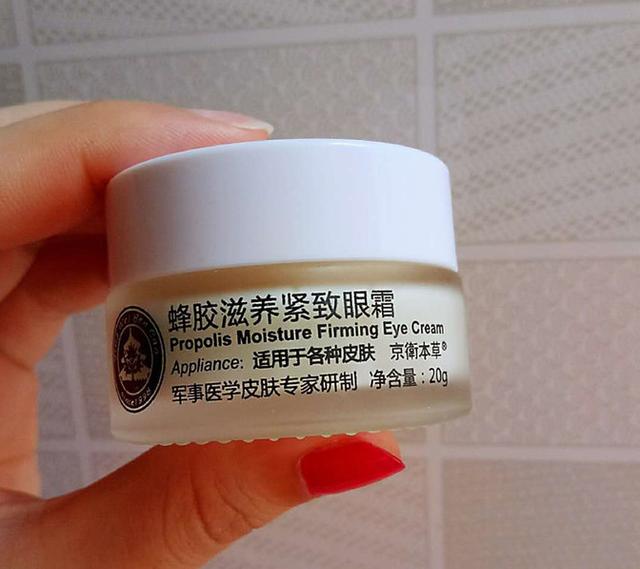 蜂胶滋养紧致眼霜
Propolis Moisture Firming Eye Cream
Appliance: 适用于各种皮肤 京衛本草®
军事医学皮肤专家研制 净含量：20g